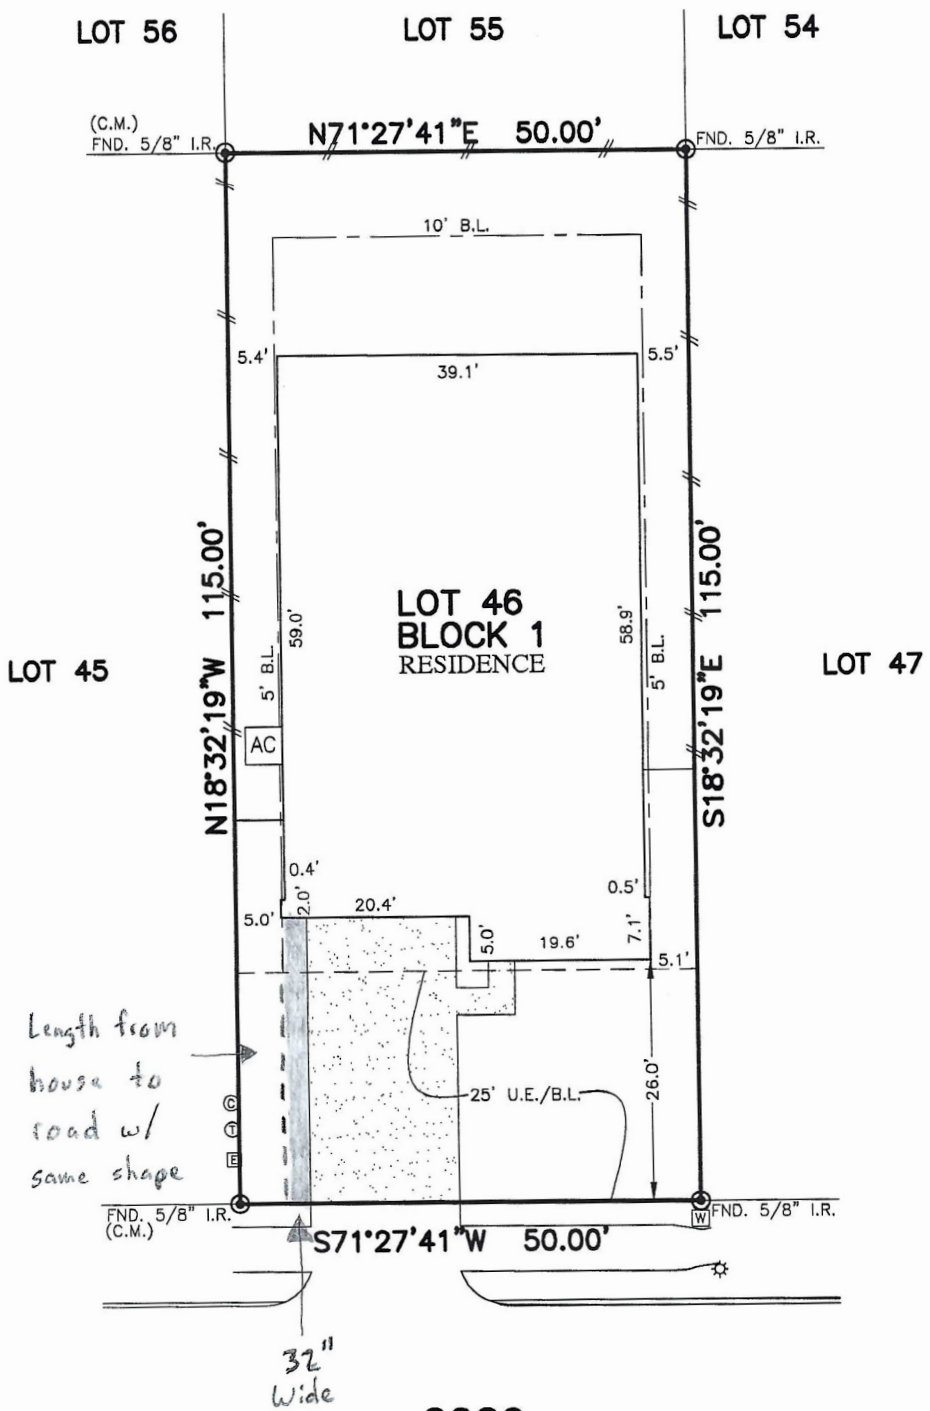 LOT 56
LOT 55
LOT 54
(C.M.)
FND. 5/8" I.R.
N71°27'41"E 50.00'
FND. 5/8" I.R.
10' B.L.
5.4'
5.5'
39.1'
N18°32'19"W 115.00'
59.0'
5' B.L.
LOT 46
BLOCK 1
RESIDENCE
58.9'
5' B.L.
S18°32'19"E 115.00'
LOT 45
LOT 47
AC
0.4'
2.0'
5.0'
20.4'
5.0'
19.6'
0.5'
7.1'
5.1'
Length from
house to
road w/
same shape
25' U.E./B.L.
26.0'
C
T
E
FND. 5/8" I.R.
(C.M.)
S71°27'41"W 50.00'
W
FND. 5/8" I.R.
32"
Wide